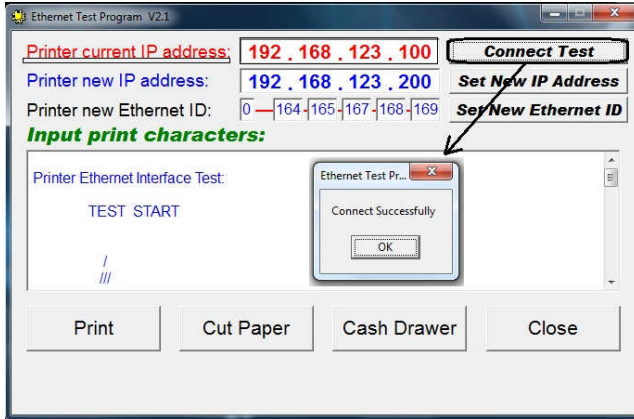 Ethernet Test Program V2.1
Printer current IP address: 192 . 168 . 123 . 100 Connect Test
Printer new IP address: 192 . 168 . 123 . 200 Set New IP Address
Printer new Ethernet ID: 0 — 164 - 165 - 167 - 168 - 169 Set New Ethernet ID
Input print characters:
Printer Ethernet Interface Test:
TEST START
/
///
Ethernet Test Pr...
Connect Successfully
OK
Print Cut Paper Cash Drawer Close